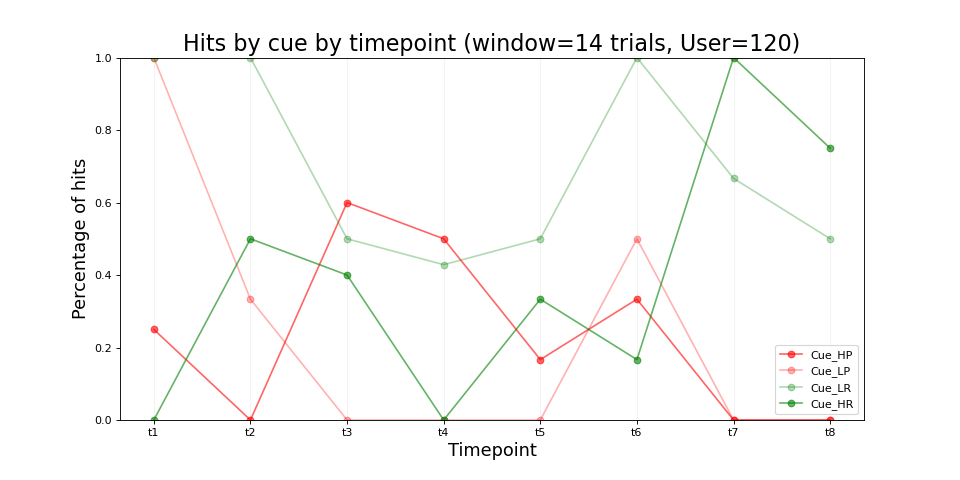 Hits by cue by timepoint (window=14 trials, User=120)
Percentage of hits
1.0
0.8
0.6
0.4
0.2
0.0
t1 t2 t3 t4 t5 t6 t7 t8
Timepoint
Cue_HP
Cue_LP
Cue_LR
Cue_HR